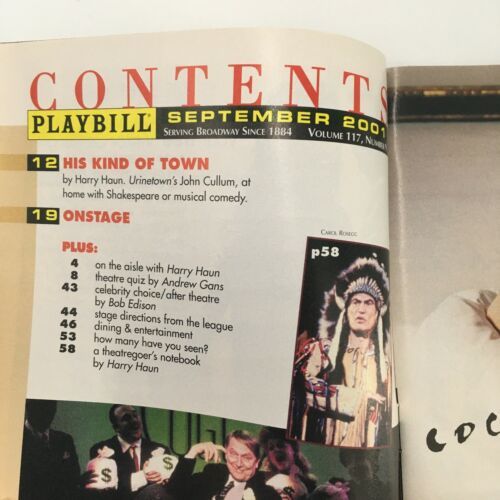 CONTENTS
PLAYBILL® SEPTEMBER 2001
SERVING BROADWAY SINCE 1884 VOLUME 117,
12 HIS KIND OF TOWN
by Harry Haun. Urinetown's John Cullum, at
home with Shakespeare or musical comedy.
19 ONSTAGE
PLUS:
4 on the aisle with Harry Haun
8 theatre quiz by Andrew Gans
43 celebrity choice/after theatre
by Bob Edison
44 stage directions from the league
46 dining & entertainment
53 how many have you seen?
58 a theatregoer's notebook
by Harry Haun
CAROL ROSEGG
p58
$
$
$
COC